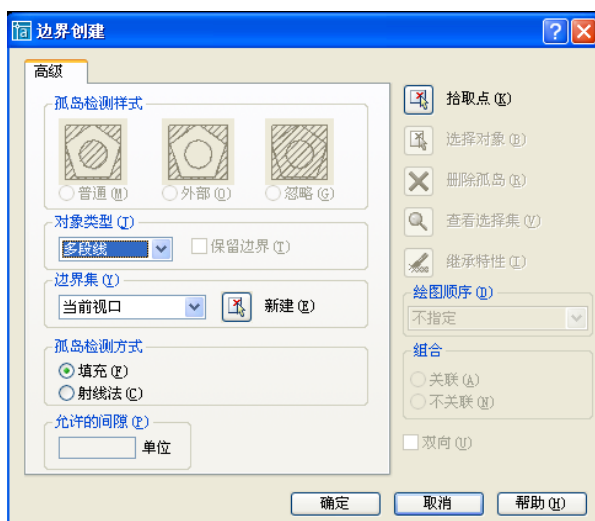 边界创建
高级
孤岛检测样式
普通(M) 外部(O) 忽略(G)
对象类型(T)
多段线 保留边界(T)
边界集(Y)
当前视口 新建(E)
孤岛检测方式
填充(F)
射线法(C)
允许的间隙(P)
单位
拾取点(K)
选择对象(B)
删除孤岛(R)
查看选择集(V)
继承特性(I)
绘图顺序(D)
不指定
组合
关联(A)
不关联(N)
双向(U)
确定 取消 帮助(H)